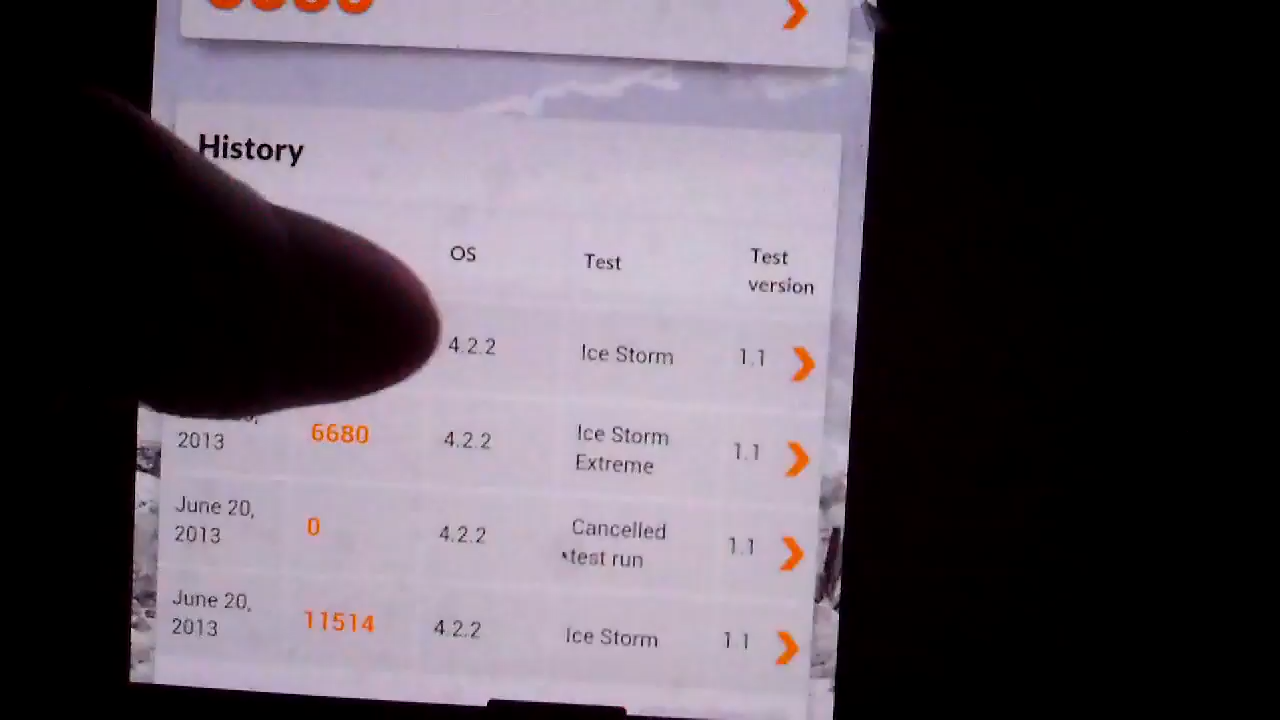 History
OS
Test
Test
version
4.2.2
Ice Storm
1.1
2013
6680
4.2.2
Ice Storm
Extreme
1.1
June 20,
2013
0
4.2.2
Cancelled
test run
1.1
June 20,
2013
11514
4.2.2
Ice Storm
1.1